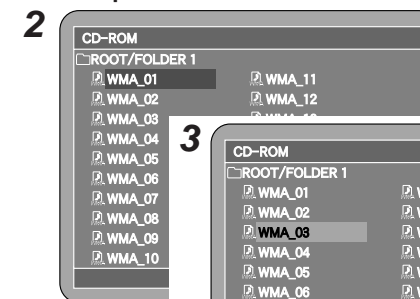 2
CD-ROM
ROOT/FOLDER 1
WMA_01
WMA_02
WMA_03
WMA_04
WMA_05
WMA_06
WMA_07
WMA_08
WMA_09
WMA_10
WMA_11
WMA_12
3
CD-ROM
ROOT/FOLDER 1
WMA_01
WMA_02
WMA_03
WMA_04
WMA_05
WMA_06